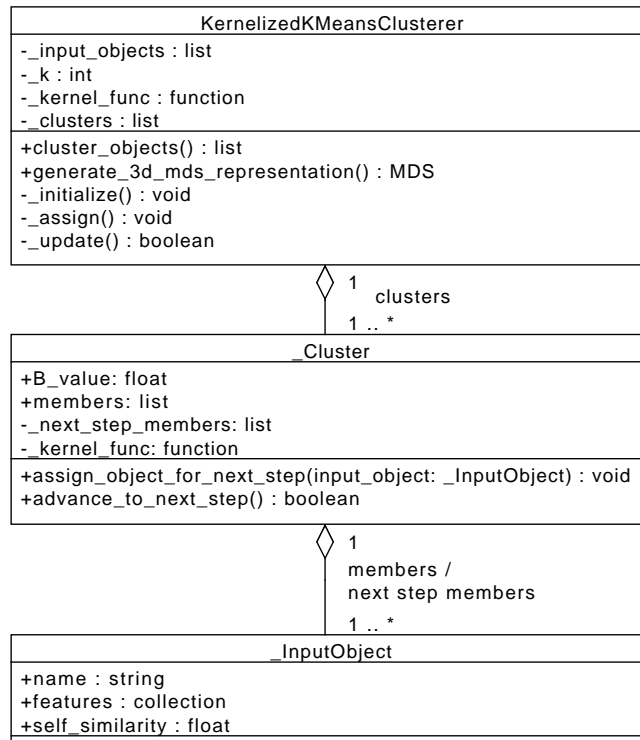 KernelizedKMeansClusterer
-_input_objects : list
-_k : int
-_kernel_func : function
-_clusters : list
+cluster_objects() : list
+generate_3d_mds_representation() : MDS
-_initialize() : void
-_assign() : void
-_update() : boolean
1
clusters
1 .. *
_Cluster
+B_value: float
+members: list
-_next_step_members: list
-_kernel_func: function
+assign_object_for_next_step(input_object: _InputObject) : void
+advance_to_next_step() : boolean
1
members /
next step members
1 .. *
_InputObject
+name : string
+features : collection
+self_similarity : float